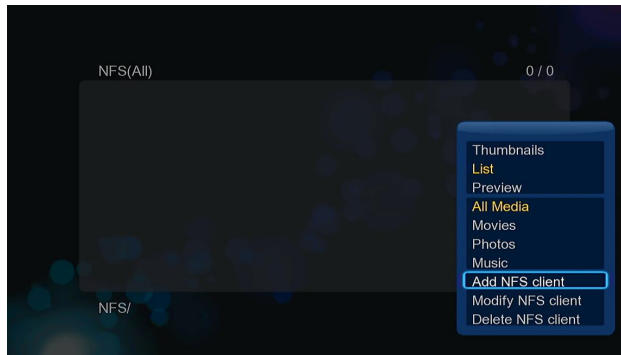 NFS(All) 0 / 0
Thumbnails
List
Preview
All Media
Movies
Photos
Music
Add NFS client
Modify NFS client
Delete NFS client
NFS/